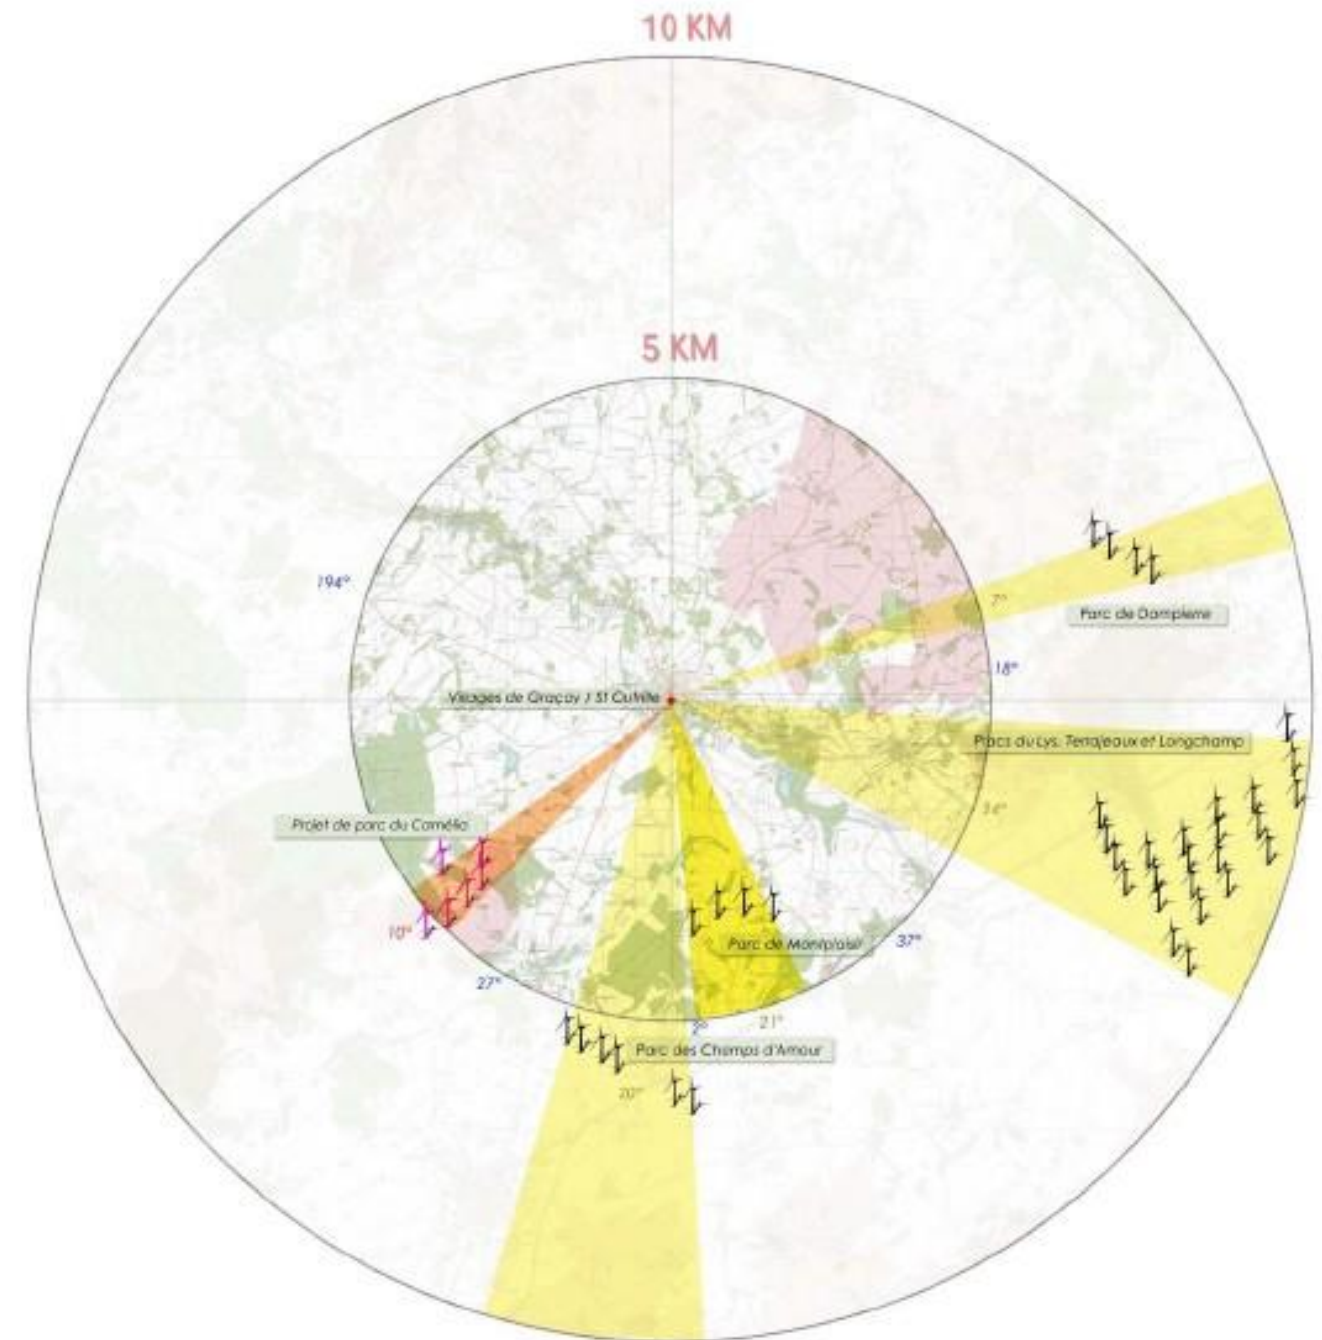 10 KM
5 KM
194°
7°
Parc de Dampierre
18°
Villages de Graçay / St Outrille
Pracs du Lys, Terrajeaux et Longchamp
24°
Projet de parc du Camélia
10°
37°
Parc de Montplaisir
27°
2°
21°
Parc des Champs d'Amour
20°